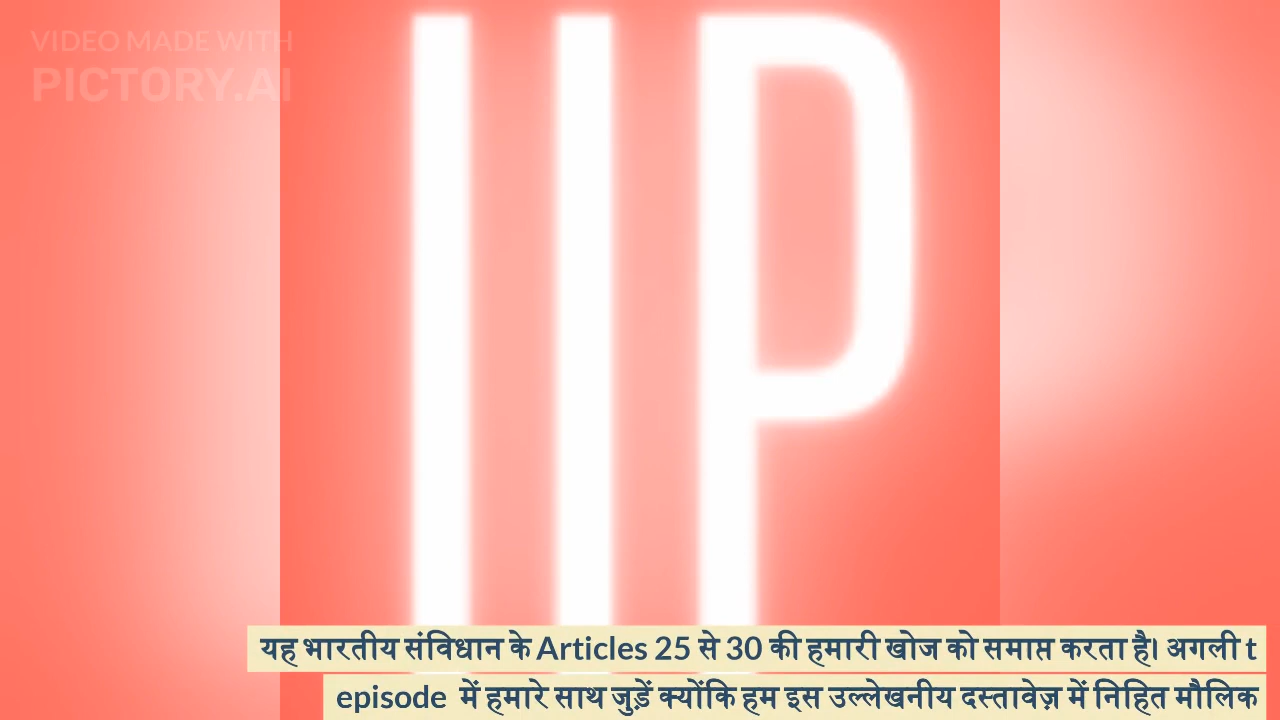 VIDEO MADE WITH
PICTORY.AI
IIP
यह भारतीय संविधान के Articles 25 से 30 की हमारी खोज को समाप्त करता है। अगली t
episode में हमारे साथ जुड़ें क्योंकि हम इस उल्लेखनीय दस्तावेज़ में निहित मौलिक